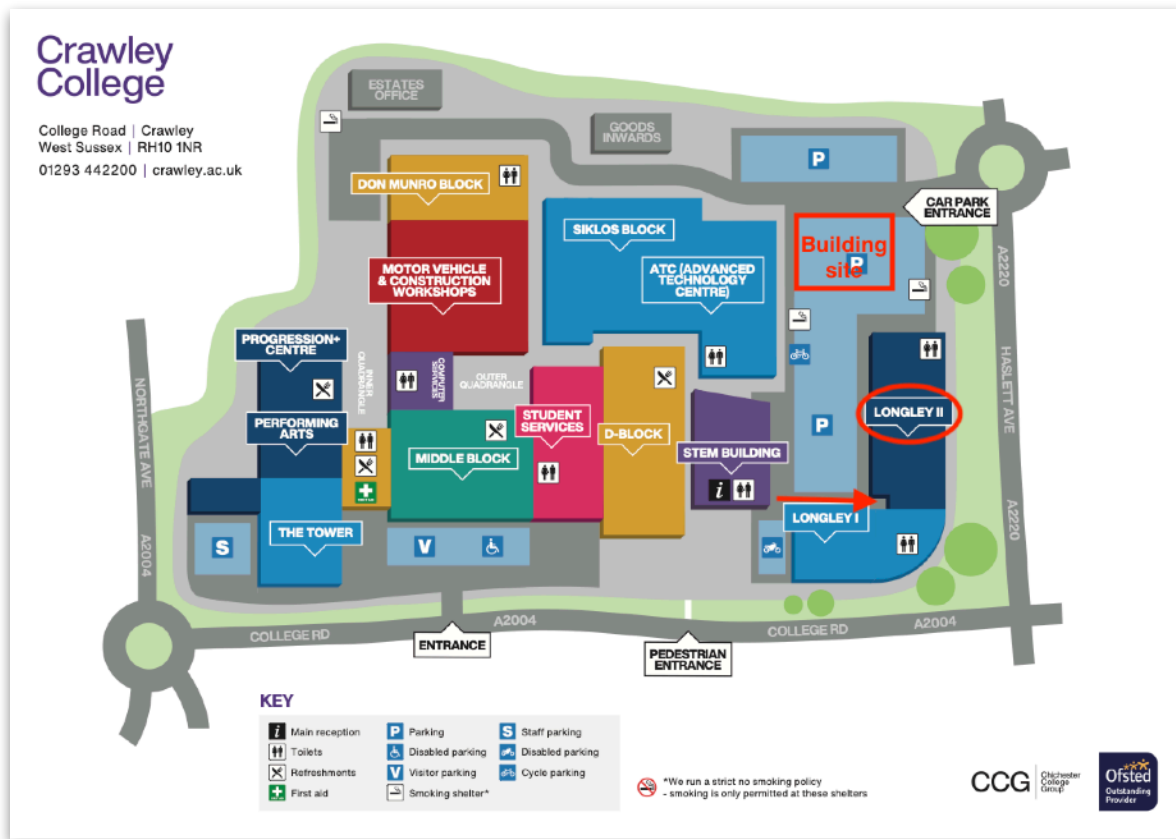 Crawley
College
College Road | Crawley
West Sussex | RH10 1NR
01293 442200 | crawley.ac.uk
ESTATES
OFFICE
GOODS
INWARDS
P
DON MUNRO BLOCK
CAR PARK
ENTRANCE
SIKLOS BLOCK
Building
site
P
MOTOR VEHICLE
& CONSTRUCTION
WORKSHOPS
ATC (ADVANCED
TECHNOLOGY
CENTRE)
A2220
PROGRESSION+
CENTRE
INNER
QUADRANGLE
COMPUTER
SERVICES
OUTER
QUADRANGLE
HASLETT AVE
NORTHGATE AVE
PERFORMING
ARTS
STUDENT
SERVICES
D-BLOCK
P
LONGLEY II
MIDDLE BLOCK
STEM BUILDING
i
FIRST AID
LONGLEY I
A2220
THE TOWER
S
V
A2004
COLLEGE RD
A2004
COLLEGE RD
A2004
ENTRANCE
PEDESTRIAN
ENTRANCE
KEY
i Main reception
Toilets
Refreshments
First aid
P Parking
Disabled parking
V Visitor parking
Smoking shelter*
S Staff parking
Disabled parking
Cycle parking
*We run a strict no smoking policy
- smoking is only permitted at these shelters
CCG
Chichester
College
Group
Ofsted
Outstanding
Provider